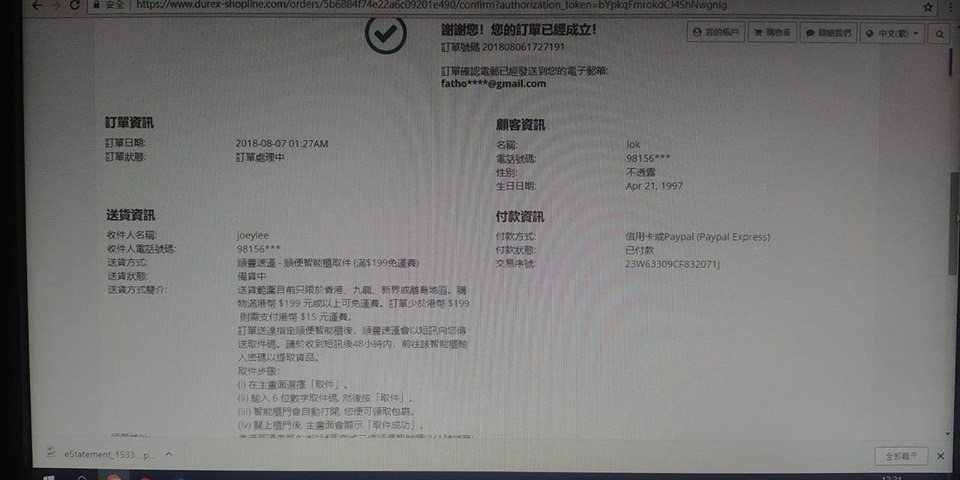 安全 https://www.durex-shopline.com/orders/5b6884f74e22a6c09201e490/confirm?authorization_token=bYpkqFmrokdCJ4ShNwgnig
謝謝您！您的訂單已經成立！
我的帳戶 購物車 聯絡我們 中文(繁)
訂單號碼 201808061727191
訂單確認電郵已經發送到您的電子郵箱:
fatho****@gmail.com
訂單資訊
訂單日期: 2018-08-07 01:27AM
訂單狀態: 訂單處理中
顧客資訊
名稱: lok
電話號碼: 98156***
性別: 不透露
生日日期: Apr 21, 1997
送貨資訊
收件人名稱: joeylee
收件人電話號碼: 98156***
送貨方式: 順豐速運 - 順便智能櫃取件 (滿$199免運費)
送貨狀態: 備貨中
送貨方式簡介: 送貨範圍目前只限於香港、九龍、新界或離島地區。購
物滿港幣 $199 元或以上可免運費。訂單少於港幣 $199
則需支付港幣 $15 元運費。
訂單送達指定順便智能櫃後，順豐速運會以短訊向您傳
送取件碼。請於收到短訊後48小時內，前往該智能櫃輸
入密碼以提取貨品。
取件步驟:
(i) 在主畫面選擇「取件」。
(ii) 輸入 6 位數字取件碼, 然後按「取件」。
(iii) 智能櫃門會自動打開, 您便可領取包裹。
(iv) 關上櫃門後, 主畫面會顯示「取件成功」。
付款資訊
付款方式: 信用卡或Paypal (Paypal Express)
付款狀態: 已付款
交易序號: 23W63309CF832071J
eStatement_1533....p...
全部顯示